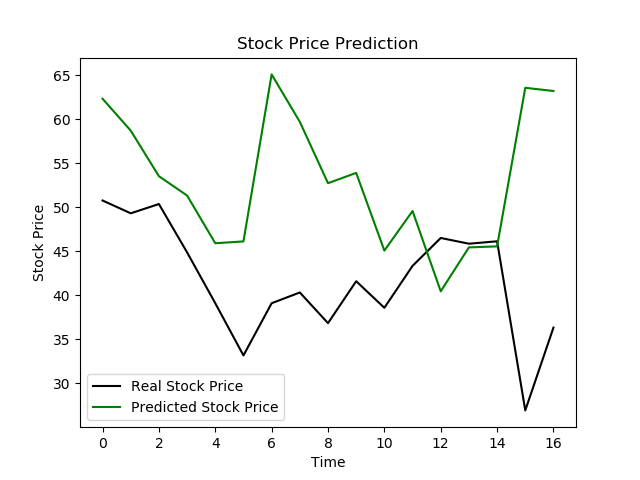 Stock Price Prediction
65
60
55
50
45
40
35
30
Stock Price
Real Stock Price
Predicted Stock Price
0 2 4 6 8 10 12 14 16
Time